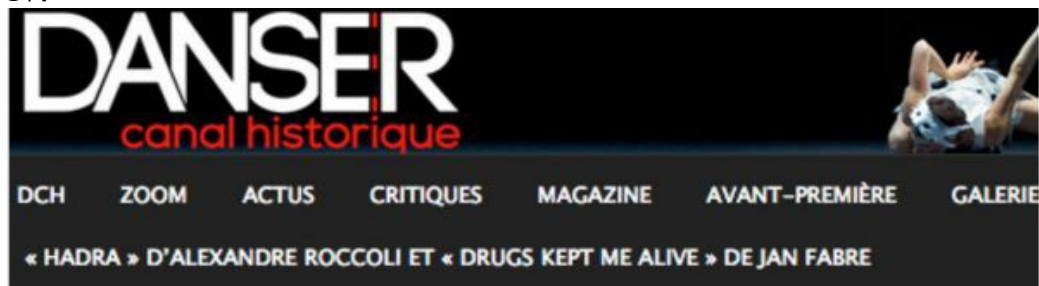 DANSER
canal historique
DCH ZOOM ACTUS CRITIQUES MAGAZINE AVANT-PREMIÈRE GALERIE
« HADRA » D'ALEXANDRE ROCCOLI ET « DRUGS KEPT ME ALIVE » DE JAN FABRE